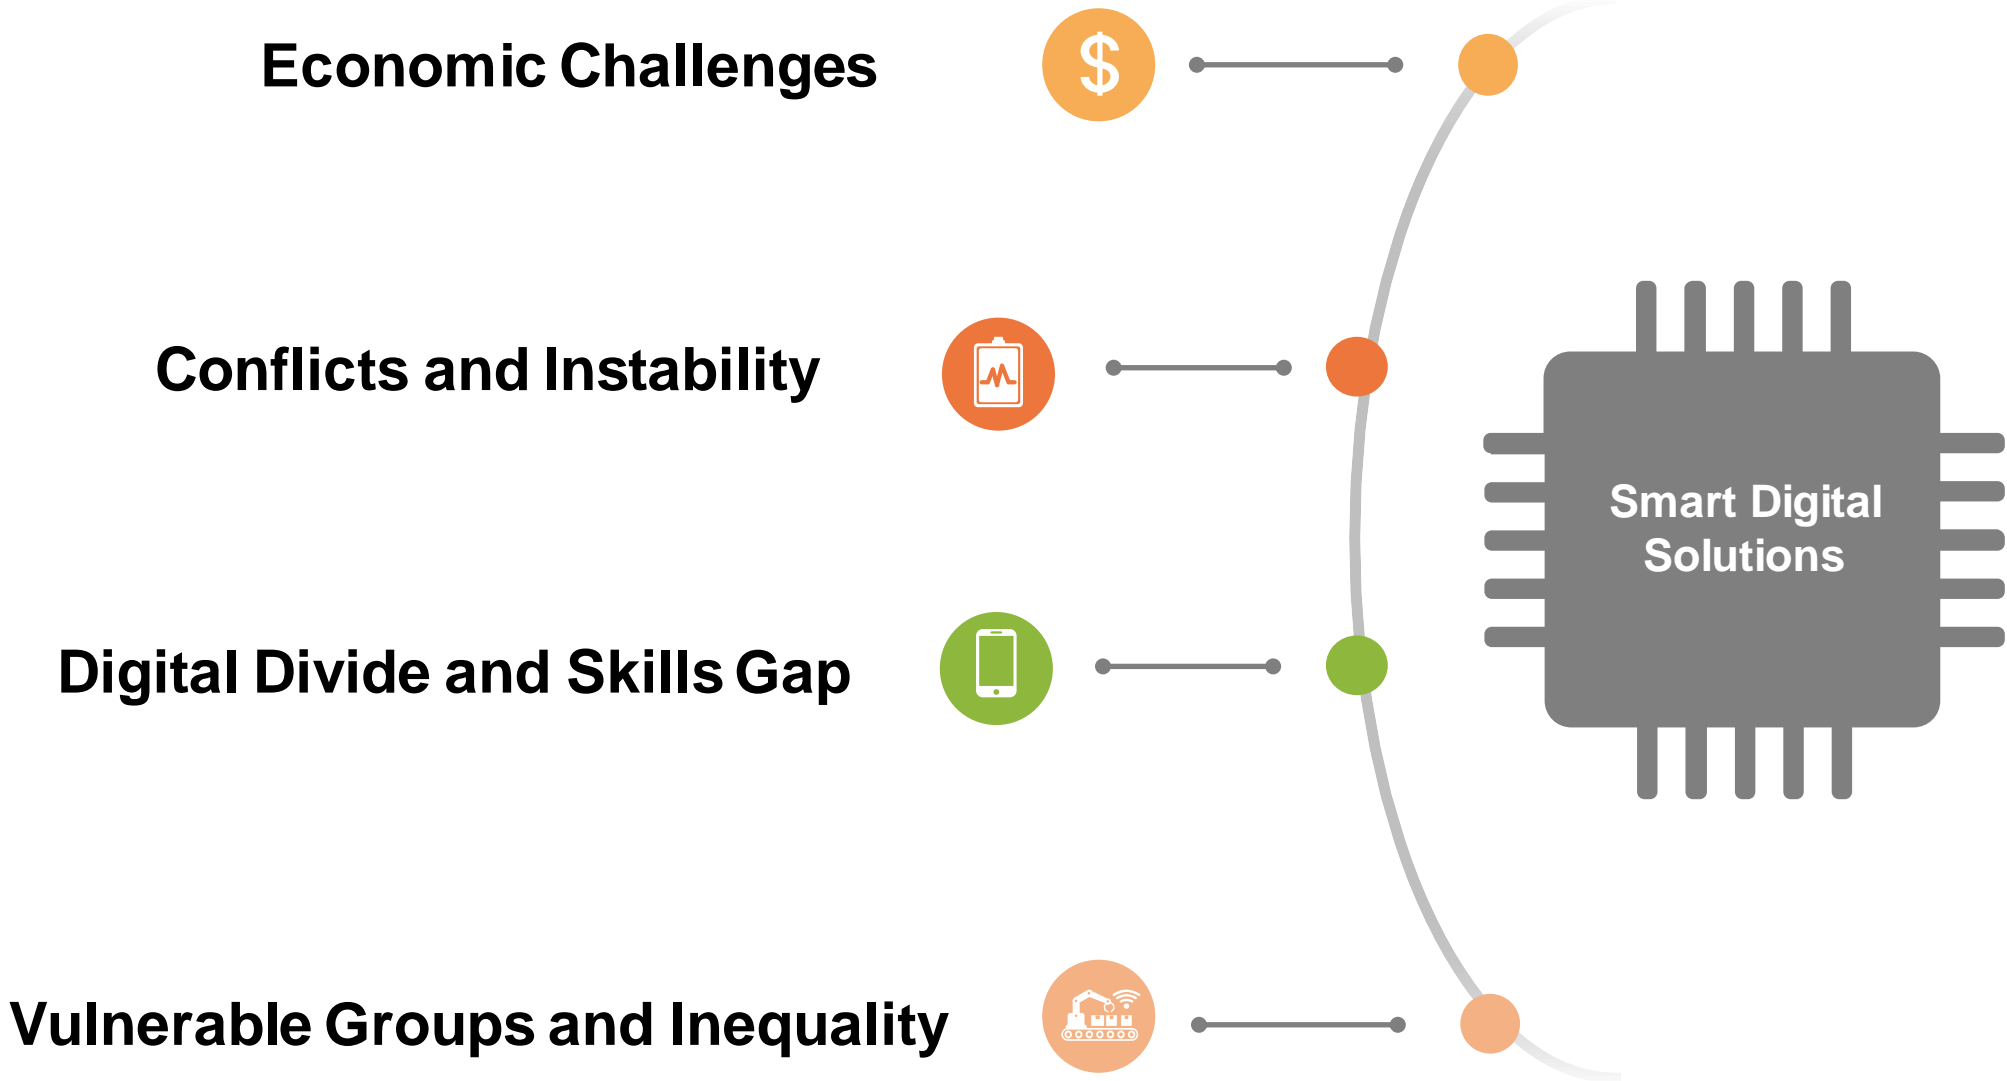 Economic Challenges
$
Conflicts and Instability
Smart Digital
Solutions
Digital Divide and Skills Gap
Vulnerable Groups and Inequality